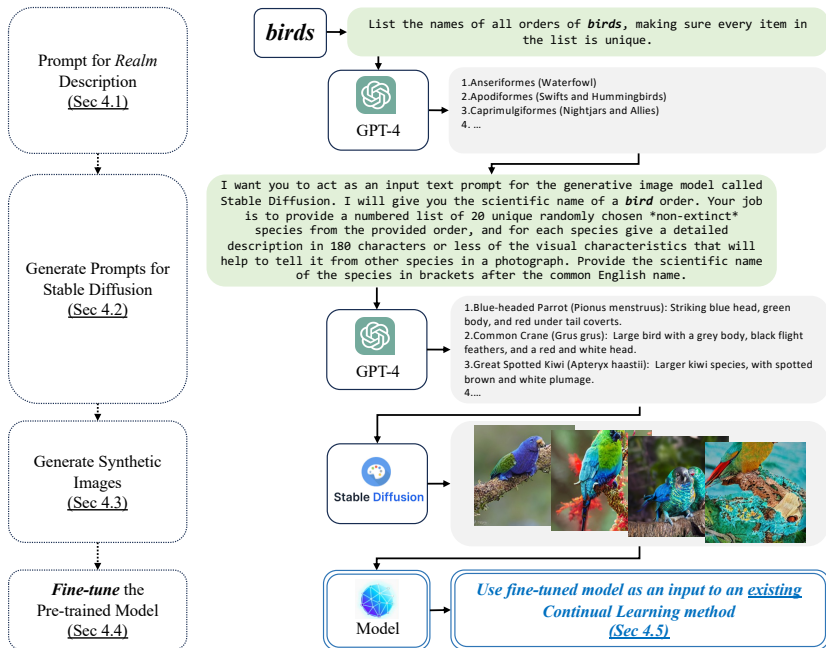 birds
List the names of all orders of birds, making sure every item
in the list is unique.
Prompt for Realm
Description
(Sec 4.1)
GPT-4
1.Anseriformes (Waterfowl)
2.Apodiformes (Swifts and Hummingbirds)
3.Caprimulgiformes (Nightjars and Allies)
4. ...
I want you to act as an input text prompt for the generative image model called
Stable Diffusion. I will give you the scientific name of a bird order. Your job
is to provide a numbered list of 20 unique randomly chosen *non-extinct*
species from the provided order, and for each species give a detailed
description in 180 characters or less of the visual characteristics that will
help to tell it from other species in a photograph. Provide the scientific name
of the species in brackets after the common English name.
Generate Prompts for
Stable Diffusion
(Sec 4.2)
GPT-4
1.Blue-headed Parrot (Pionus menstruus): Striking blue head, green
body, and red under tail coverts.
2.Common Crane (Grus grus): Large bird with a grey body, black flight
feathers, and a red and white head.
3.Great Spotted Kiwi (Apteryx haastii): Larger kiwi species, with spotted
brown and white plumage.
4....
Generate Synthetic
Images
(Sec 4.3)
Stable Diffusion
Fine-tune the
Pre-trained Model
(Sec 4.4)
Model
Use fine-tuned model as an input to an existing
Continual Learning method
(Sec 4.5)